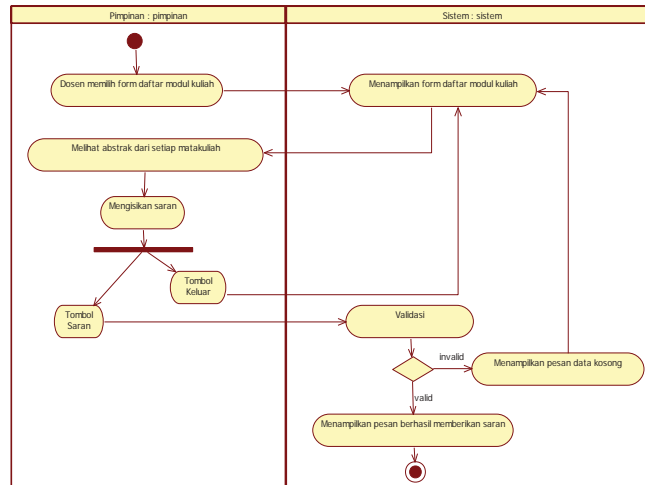 Pimpinan : pimpinan
Sistem : sistem
Dosen memilih form daftar modul kuliah
Menampilkan form daftar modul kuliah
Melihat abstrak dari setiap matakuliah
Mengisikan saran
Tombol
Keluar
Tombol
Saran
Validasi
invalid
Menampilkan pesan data kosong
valid
Menampilkan pesan berhasil memberikan saran